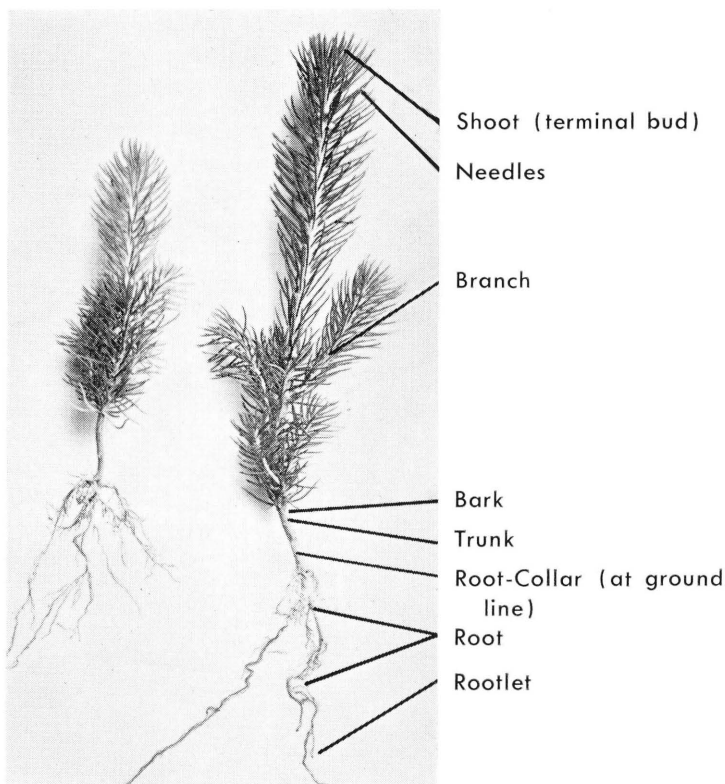 Shoot (terminal bud)
Needles
Branch
Bark
Trunk
Root-Collar (at ground
line)
Root
Rootlet